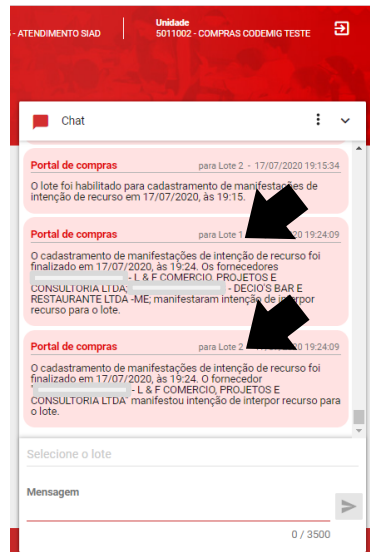 - ATENDIMENTO SIAD
Unidade
5011002 - COMPRAS CODEMIG TESTE
Chat
Portal de compras para Lote 2 - 17/07/2020 19:15:34
O lote foi habilitado para cadastramento de manifestações de
intenção de recurso em 17/07/2020, às 19:15.
Portal de compras para Lote 1 2020 19:24:09
O cadastramento de manifestações de intenção de recurso foi
finalizado em 17/07/2020, às 19:24. Os fornecedores
- L & F COMERCIO, PROJETOS E
CONSULTORIA LTDA; - DECIO'S BAR E
RESTAURANTE LTDA -ME; manifestaram intenção de interpor
recurso para o lote.
Portal de compras para Lote 2 2020 19:24:09
O cadastramento de manifestações de intenção de recurso foi
finalizado em 17/07/2020, às 19:24. O fornecedor
- L & F COMERCIO, PROJETOS E
CONSULTORIA LTDA" manifestou intenção de interpor recurso para
o lote.
Selecione o lote
Mensagem
0 / 3500